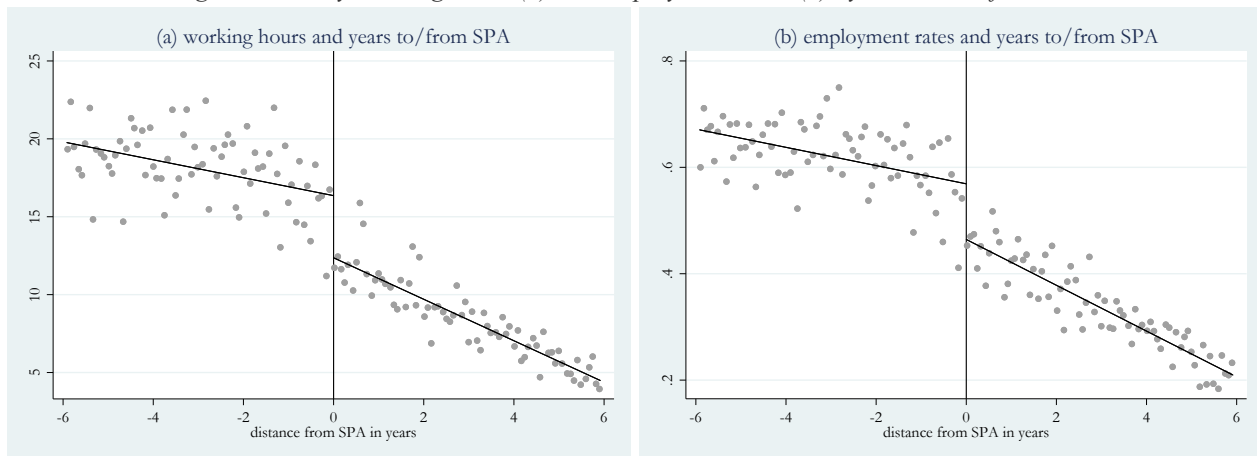 (a) working hours and years to/from SPA
25
20
15
10
5
-6 -4 -2 0 2 4 6
distance from SPA in years
(b) employment rates and years to/from SPA
.8
.6
.4
.2
-6 -4 -2 0 2 4 6
distance from SPA in years